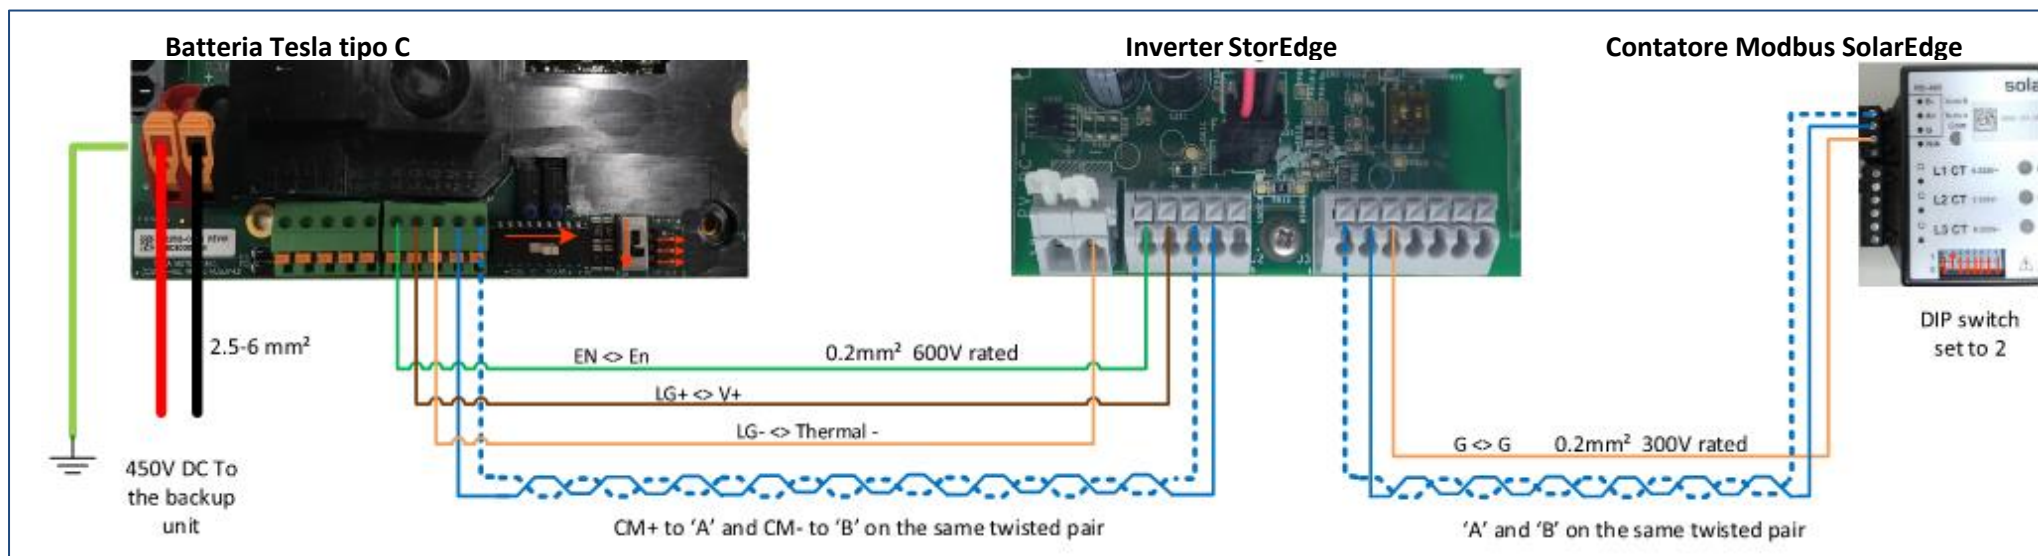 Batteria Tesla tipo C
Inverter StorEdge
Contatore Modbus SolarEdge
sola
L1 CT
L2 CT
L3 CT
2.5-6 mm²
EN <> En
0.2mm² 600V rated
LG+ <> V+
LG- <> Thermal -
G <> G
0.2mm² 300V rated
DIP switch
set to 2
450V DC To
the backup
unit
CM+ to ‘A’ and CM- to ‘B’ on the same twisted pair
‘A’ and ‘B’ on the same twisted pair